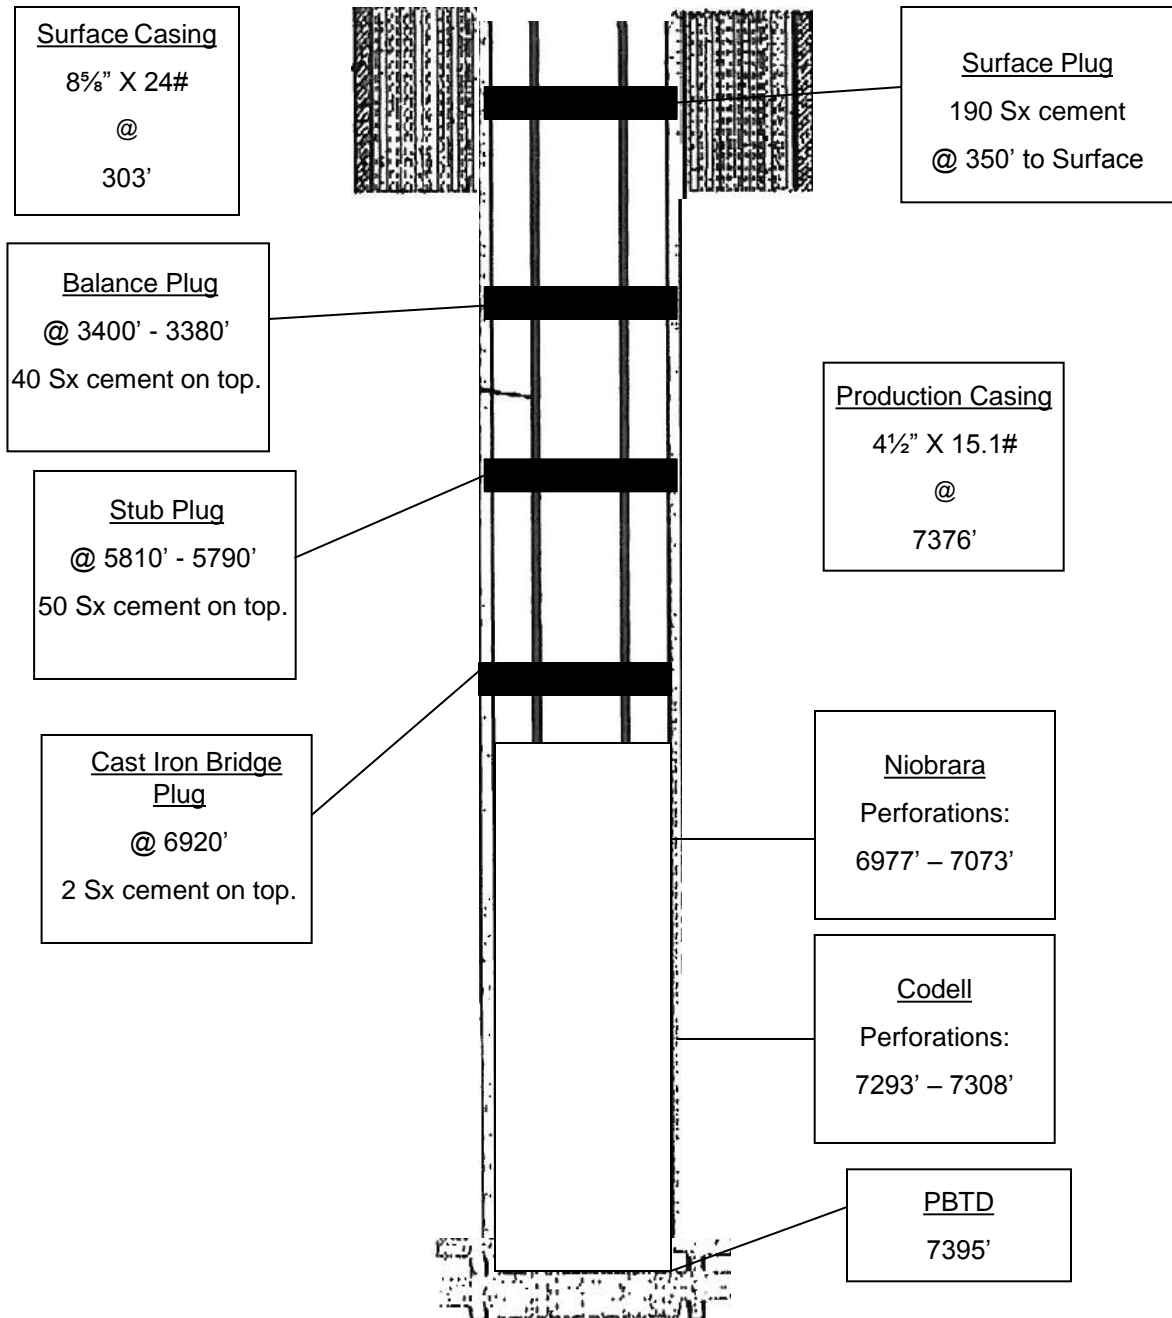 Surface Casing
8⅝” X 24#
@
303’
Surface Plug
190 Sx cement
@ 350’ to Surface
Balance Plug
@ 3400’ - 3380’
40 Sx cement on top.
Production Casing
4½” X 15.1#
@
7376’
Stub Plug
@ 5810’ - 5790’
50 Sx cement on top.
Cast Iron Bridge
Plug
@ 6920’
2 Sx cement on top.
Niobrara
Perforations:
6977’ – 7073’
Codell
Perforations:
7293’ – 7308’
PBTD
7395’